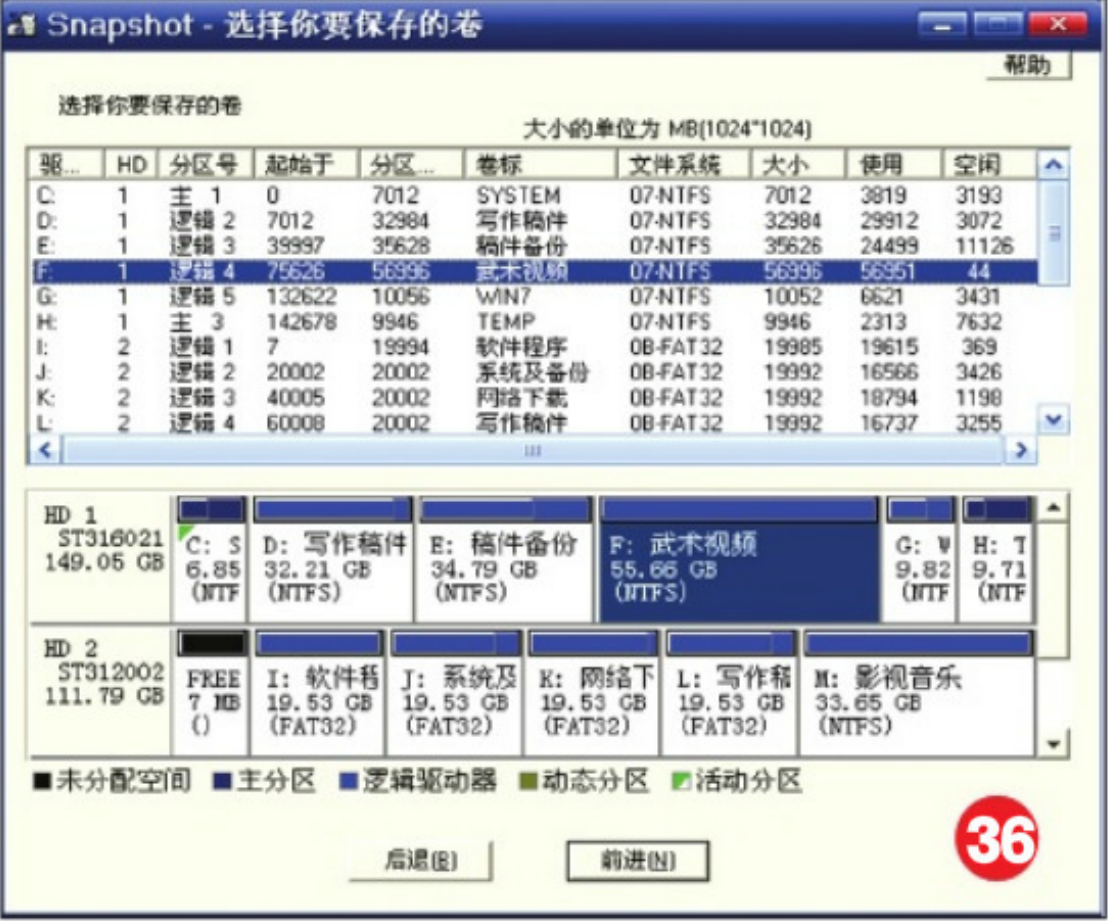 Snapshot - 选择你要保存的卷
帮助
选择你要保存的卷
大小的单位为 MB(1024*1024)
驱... HD 分区号 起始于 分区... 卷标 文件系统 大小 使用 空闲
C: 1 主 1 0 7012 SYSTEM 07-NTFS 7012 3819 3193
D: 1 逻辑 2 7012 32984 写作稿件 07-NTFS 32984 29912 3072
E: 1 逻辑 3 39997 35628 稿件备份 07-NTFS 35626 24499 11126
F: 1 逻辑 4 75626 56996 武术视频 07-NTFS 56996 56951 44
G: 1 逻辑 5 132622 10056 WIN7 07-NTFS 10052 6621 3431
H: 1 主 3 142678 9946 TEMP 07-NTFS 9946 2313 7632
I: 2 逻辑 1 7 19994 软件程序 0B-FAT32 19985 19615 369
J: 2 逻辑 2 20002 20002 系统及备份 0B-FAT32 19992 16566 3426
K: 2 逻辑 3 40005 20002 网络下载 0B-FAT32 19992 18794 1198
L: 2 逻辑 4 60008 20002 写作稿件 0B-FAT32 19992 16737 3255
HD 1 
ST316021 C: S D: 写作稿件 E: 稿件备份 F: 武术视频 G: W H: T
149.05 GB 6.85 32.21 GB 34.79 GB 55.66 GB 9.82 9.71
(NTF (NTFS) (NTFS) (NTFS) (NTF (NTF
HD 2
ST312002 FREE I: 软件程 J: 系统及 K: 网络下 L: 写作稿 M: 影视音乐
111.79 GB 7 MB 19.53 GB 19.53 GB 19.53 GB 19.53 GB 33.65 GB
() (FAT32) (FAT32) (FAT32) (FAT32) (NTFS)
未分配空间 主分区 逻辑驱动器 动态分区 活动分区
后退(B) 前进(N)
36